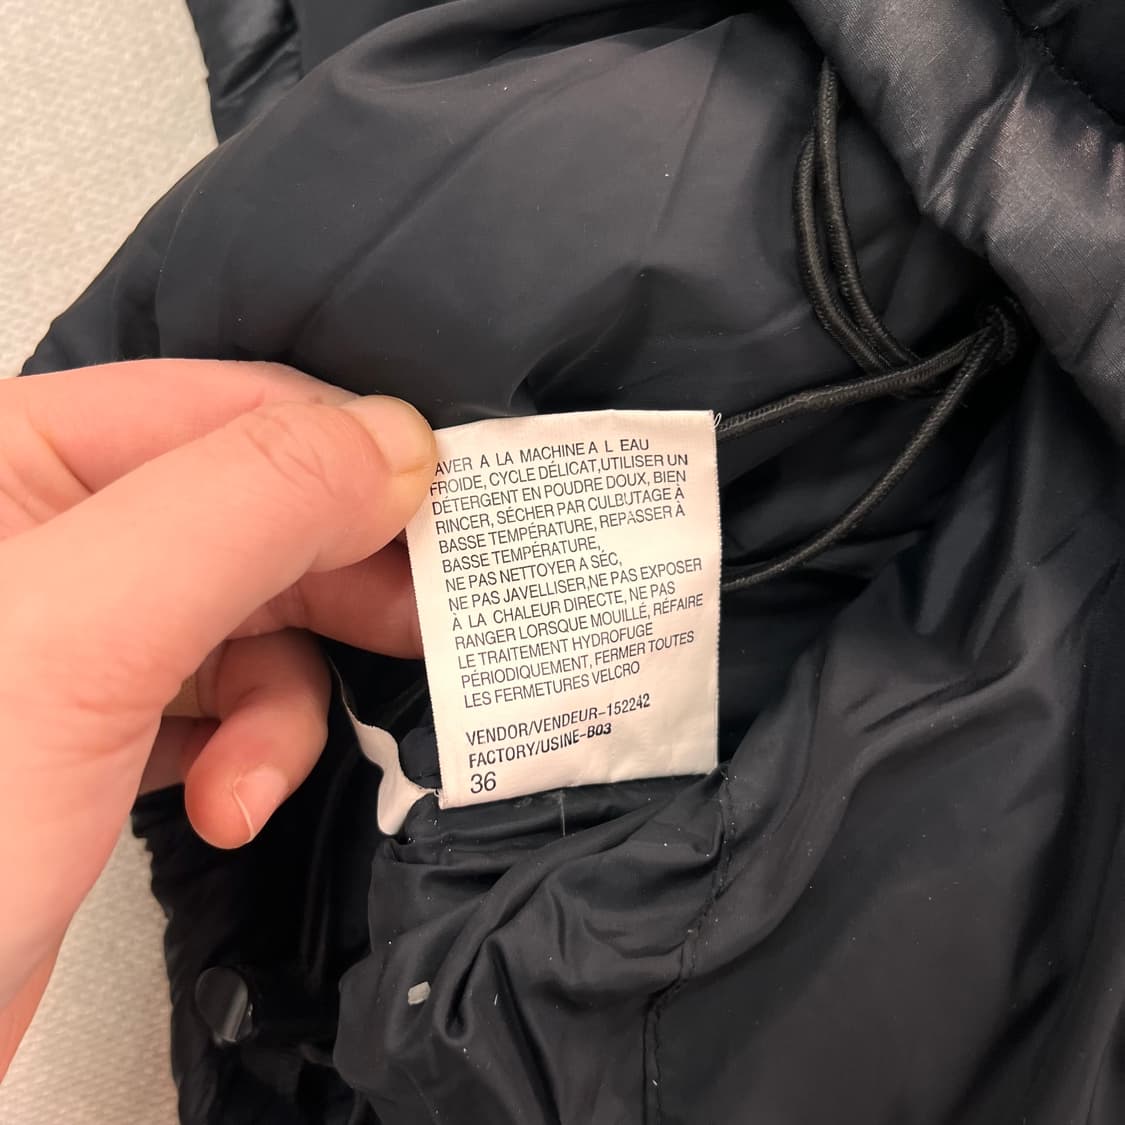 AVER A LA MACHINE A L EAU
FROIDE, CYCLE DÉLICAT,UTILISER UN
DÉTERGENT EN POUDRE DOUX, BIEN
RINCER, SÉCHER PAR CULBUTAGE À
BASSE TEMPÉRATURE, REPASSER À
BASSE TEMPÉRATURE,
NE PAS NETTOYER A SEC,
NE PAS JAVELLISER,NE PAS EXPOSER
À LA CHALEUR DIRECTE, NE PAS
RANGER LORSQUE MOUILLÉ, RÉFAIRE
LE TRAITEMENT HYDROFUGE
PÉRIODIQUEMENT, FERMER TOUTES
LES FERMETURES VELCRO
VENDOR/VENDEUR-152242
FACTORY/USINE-B03
36